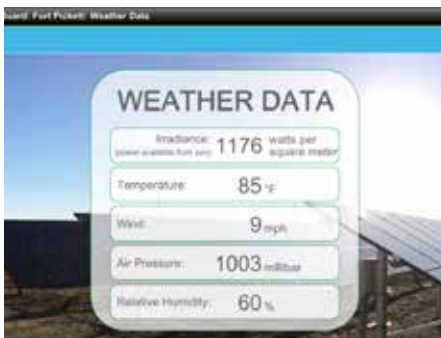 Guard: Fort Pickett: Weather Data
WEATHER DATA
Irradiance: 1176 watts per
(power available from sun) square meter
Temperature: 85 °F
Wind: 9 mph
Air Pressure: 1003 millibar
Relative Humidity: 60 %